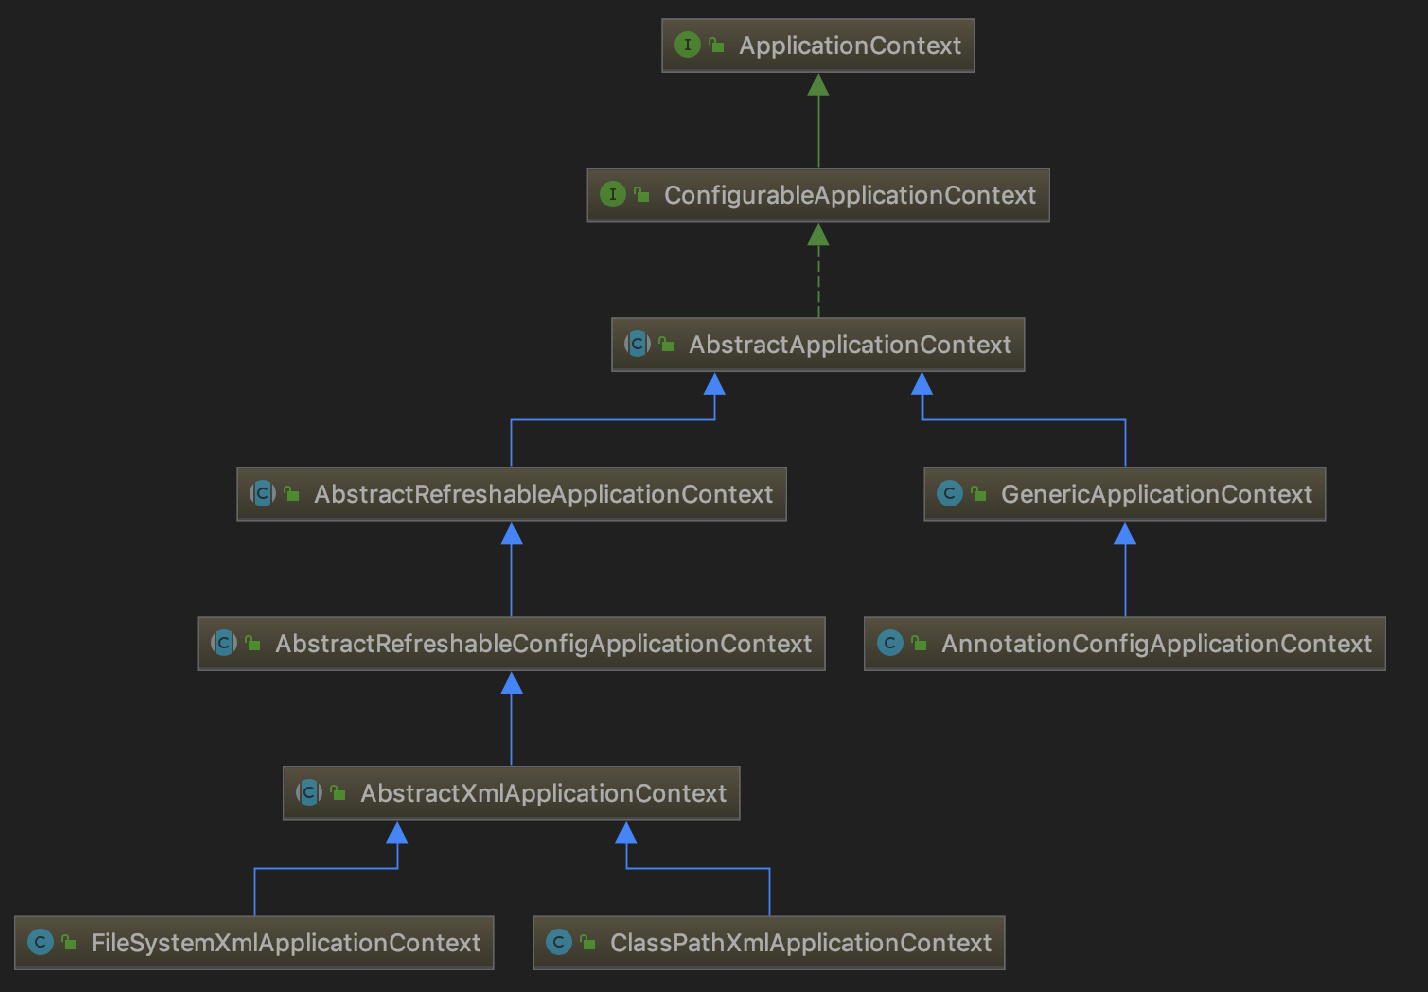 I ApplicationContext
I ConfigurableApplicationContext
C AbstractApplicationContext
C AbstractRefreshableApplicationContext
C GenericApplicationContext
C AbstractRefreshableConfigApplicationContext
C AnnotationConfigApplicationContext
C AbstractXmlApplicationContext
C FileSystemXmlApplicationContext
C ClassPathXmlApplicationContext